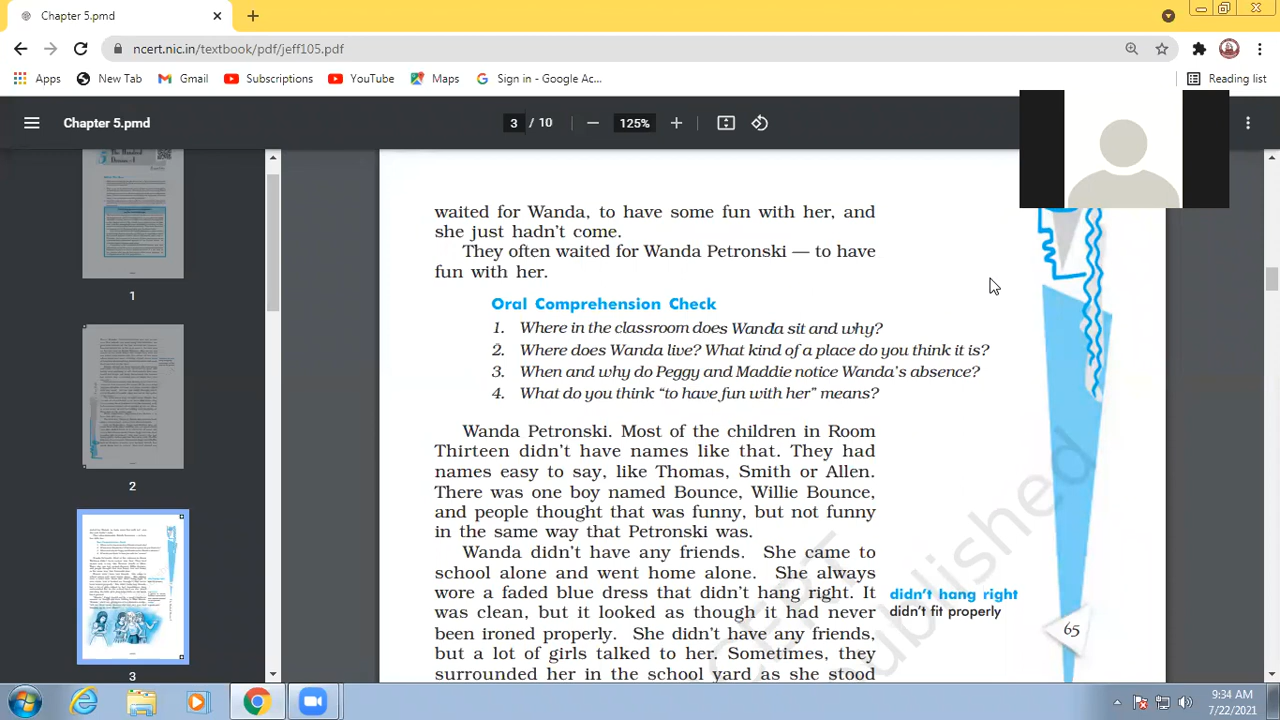 Chapter 5.pmd
ncert.nic.in/textbook/pdf/jeff105.pdf
Apps New Tab Gmail Subscriptions YouTube Maps Sign in - Google Ac... Reading list
Chapter 5.pmd 3 / 10 125%
1
2
3
waited for Wanda, to have some fun with her, and
she just hadn't come.
They often waited for Wanda Petronski — to have
fun with her.
Oral Comprehension Check
1. Where in the classroom does Wanda sit and why?
2. Where does Wanda live? What kind of a place do you think it is?
3. When and why do Peggy and Maddie notice Wanda's absence?
4. What do you think “to have fun with her” means?
Wanda Petronski. Most of the children in Room
Thirteen didn't have names like that. They had
names easy to say, like Thomas, Smith or Allen.
There was one boy named Bounce, Willie Bounce,
and people thought that was funny, but not funny
in the same way that Petronski was.
Wanda didn't have any friends. She came to
school alone and went home alone. She always
wore a faded blue dress that didn't hang right. It
was clean, but it looked as though it had never
been ironed properly. She didn't have any friends,
but a lot of girls talked to her. Sometimes, they
surrounded her in the school yard as she stood
didn't hang right
didn't fit properly
65
9:34 AM
7/22/2021